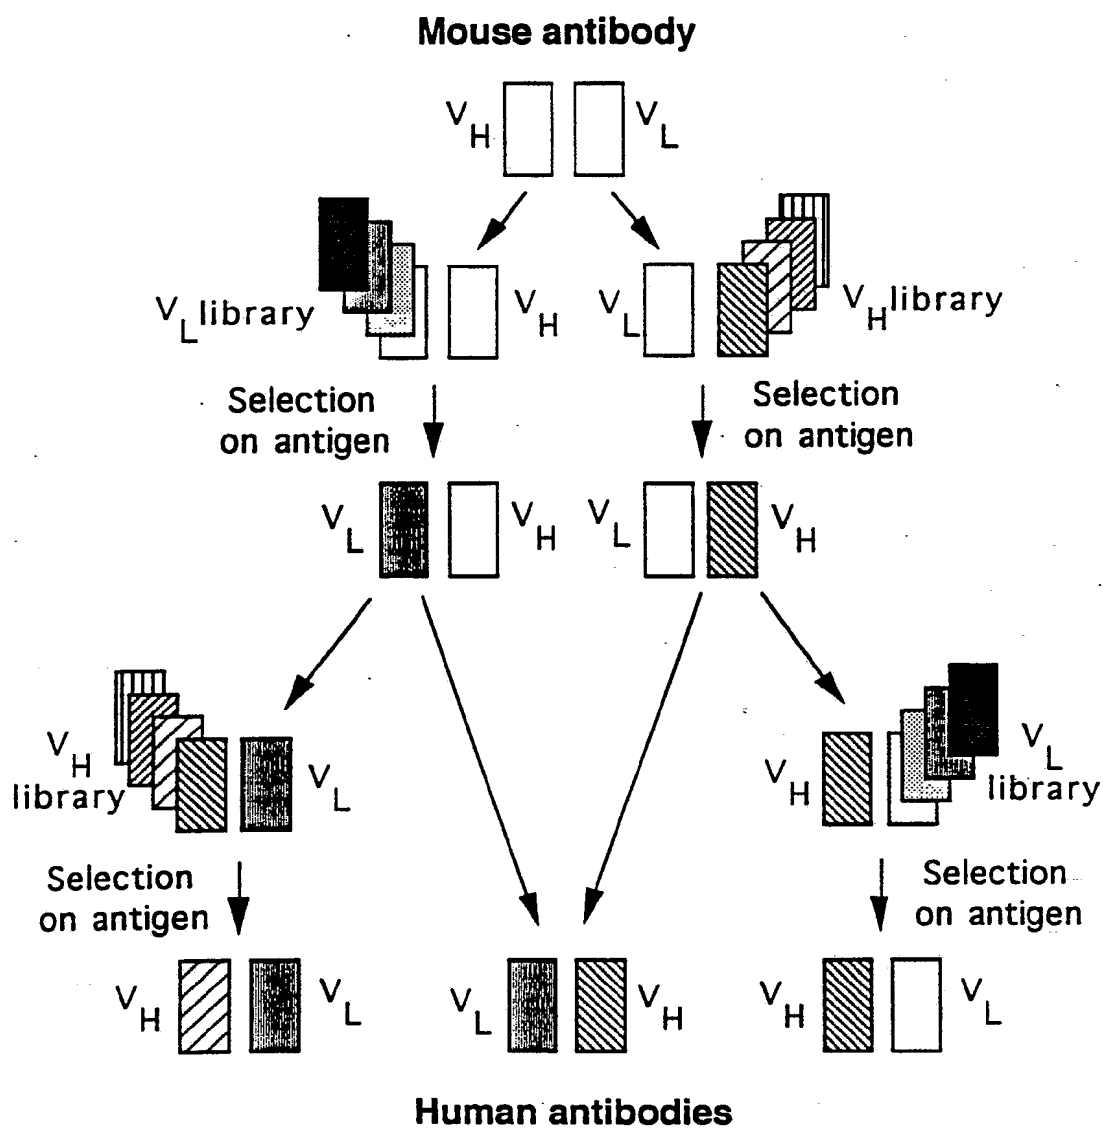 Mouse antibody
VH VL
VL library VH VL VH library
Selection
on antigen
Selection
on antigen
VL VH VL VH
VH
library
VL VH VL
library
Selection
on antigen
Selection
on antigen
VH VL VL VH VH VL
Human antibodies